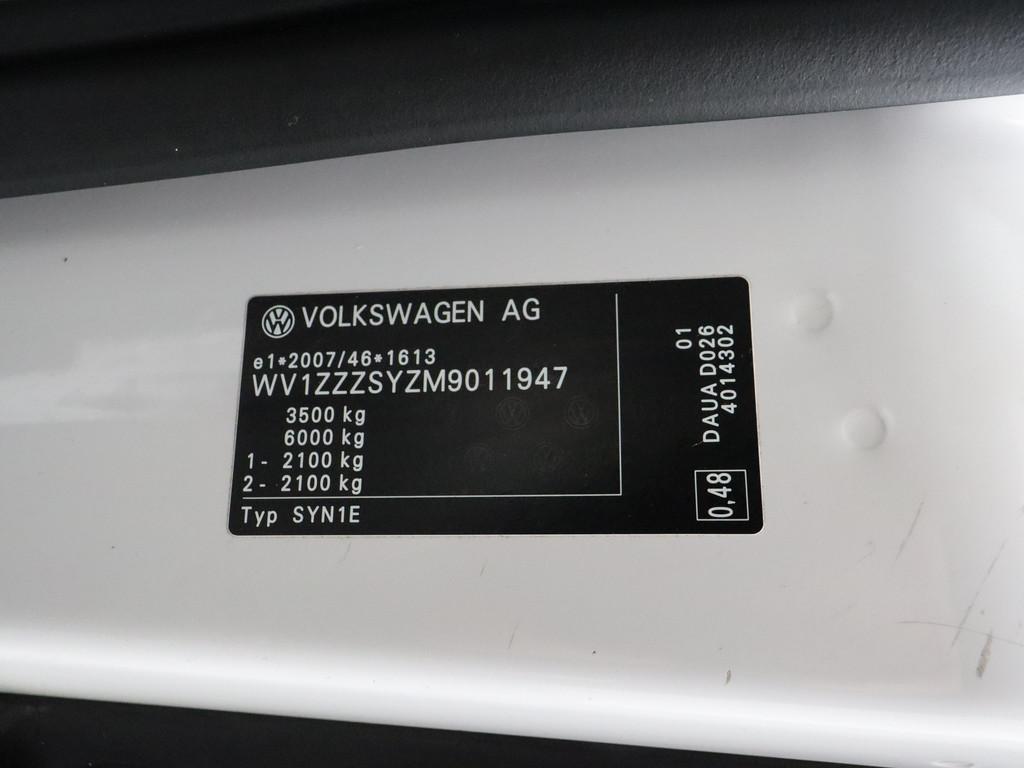 VOLKSWAGEN AG
e1*2007/46*1613
WV1ZZZSYZM9011947
3500 kg
6000 kg
1- 2100 kg
2- 2100 kg
Typ SYN1E
01
DAUA D026
4014302
0,48